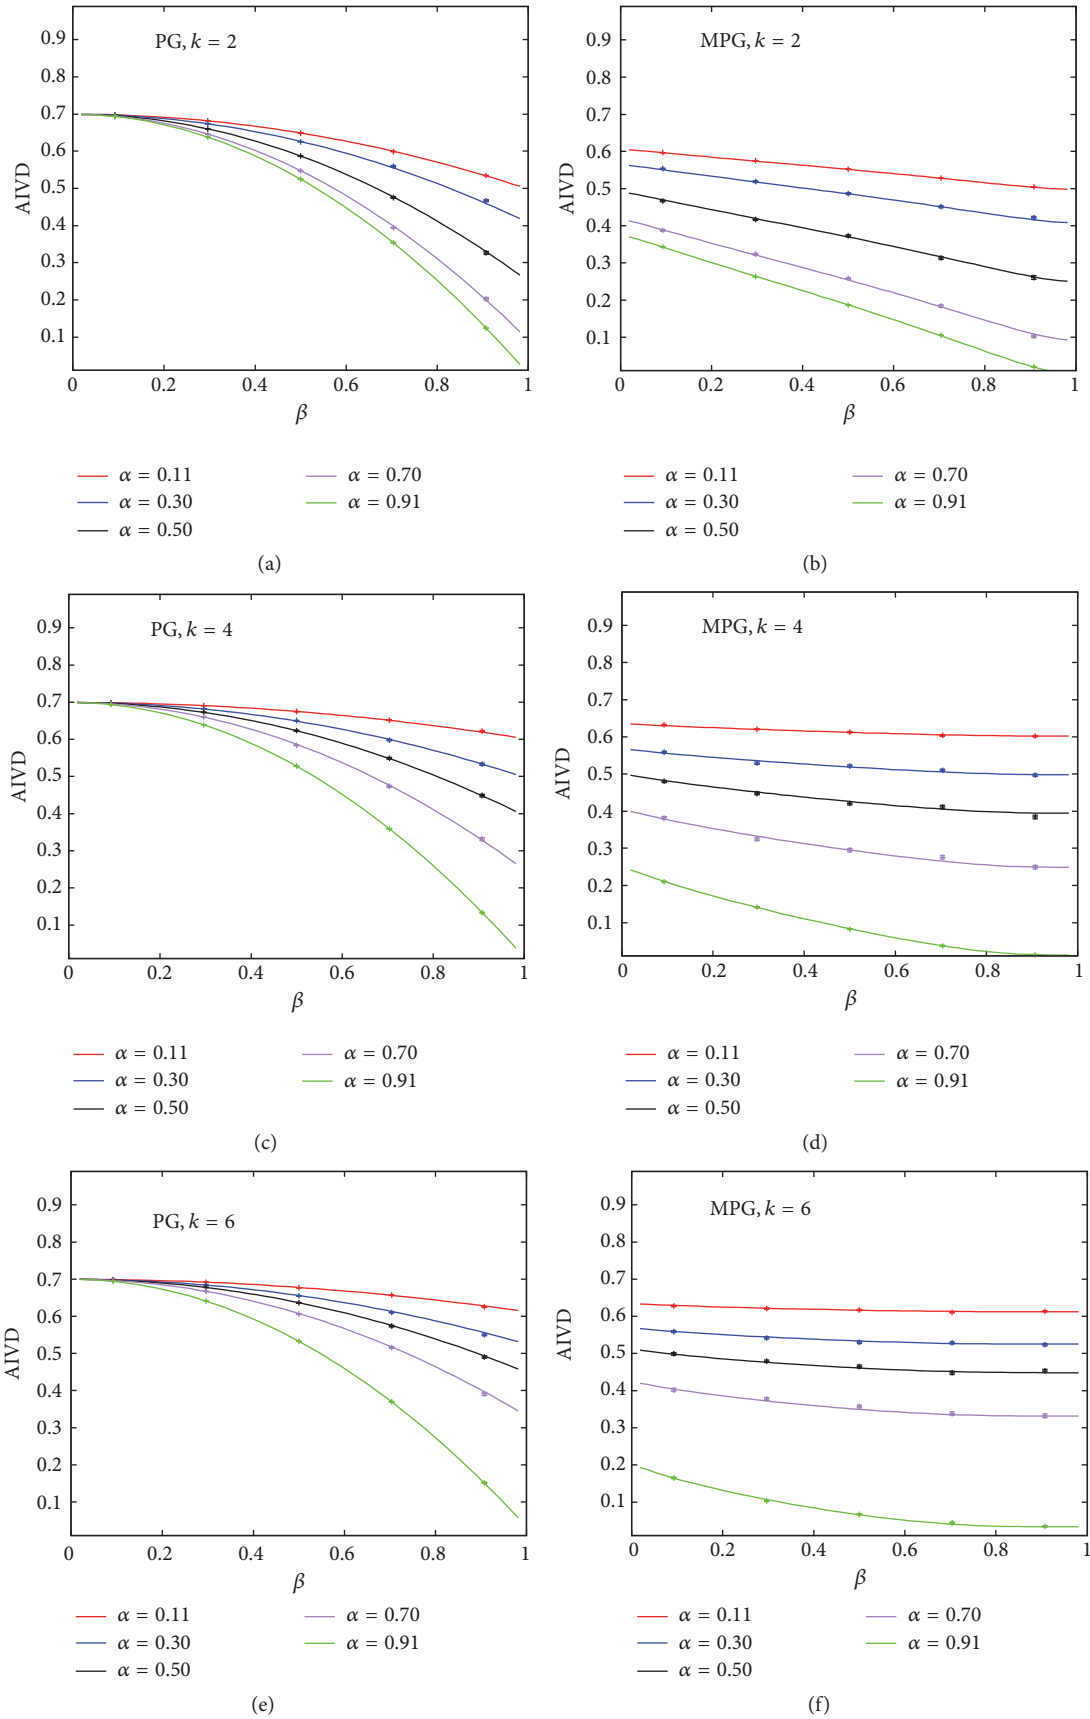 PG, k = 2
0.9
0.8
0.7
0.6
0.5
0.4
0.3
0.2
0.1
AIVD
0 0.2 0.4 0.6 0.8 1
β
α = 0.11
α = 0.30
α = 0.50
α = 0.70
α = 0.91
(a)
MPG, k = 2
0.9
0.8
0.7
0.6
0.5
0.4
0.3
0.2
0.1
AIVD
0 0.2 0.4 0.6 0.8 1
β
α = 0.11
α = 0.30
α = 0.50
α = 0.70
α = 0.91
(b)
PG, k = 4
0.9
0.8
0.7
0.6
0.5
0.4
0.3
0.2
0.1
AIVD
0 0.2 0.4 0.6 0.8 1
β
α = 0.11
α = 0.30
α = 0.50
α = 0.70
α = 0.91
(c)
MPG, k = 4
0.9
0.8
0.7
0.6
0.5
0.4
0.3
0.2
0.1
AIVD
0 0.2 0.4 0.6 0.8 1
β
α = 0.11
α = 0.30
α = 0.50
α = 0.70
α = 0.91
(d)
PG, k = 6
0.9
0.8
0.7
0.6
0.5
0.4
0.3
0.2
0.1
AIVD
0 0.2 0.4 0.6 0.8 1
β
α = 0.11
α = 0.30
α = 0.50
α = 0.70
α = 0.91
(e)
MPG, k = 6
0.9
0.8
0.7
0.6
0.5
0.4
0.3
0.2
0.1
AIVD
0 0.2 0.4 0.6 0.8 1
β
α = 0.11
α = 0.30
α = 0.50
α = 0.70
α = 0.91
(f)